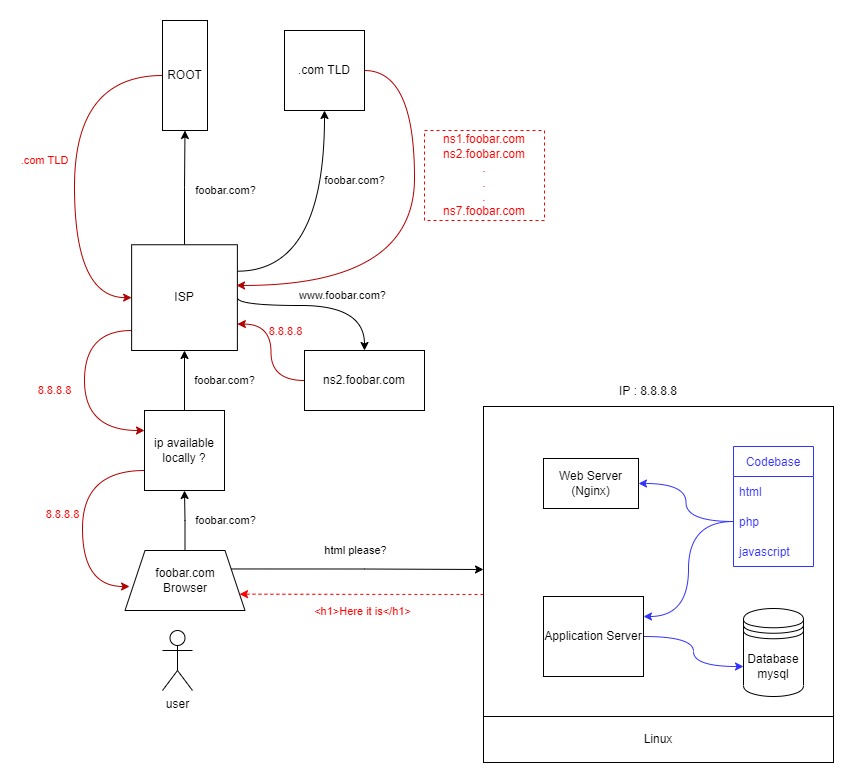 ROOT
.com TLD
.com TLD
foobar.com?
foobar.com?
ns1.foobar.com
ns2.foobar.com
.
.
.
ns7.foobar.com
ISP
www.foobar.com?
8.8.8.8
ns2.foobar.com
8.8.8.8
foobar.com?
ip available
locally ?
8.8.8.8
foobar.com?
foobar.com
Browser
html please?
<h1>Here it is</h1>
user
IP : 8.8.8.8
Web Server
(Nginx)
Codebase
html
php
javascript
Application Server
Database
mysql
Linux